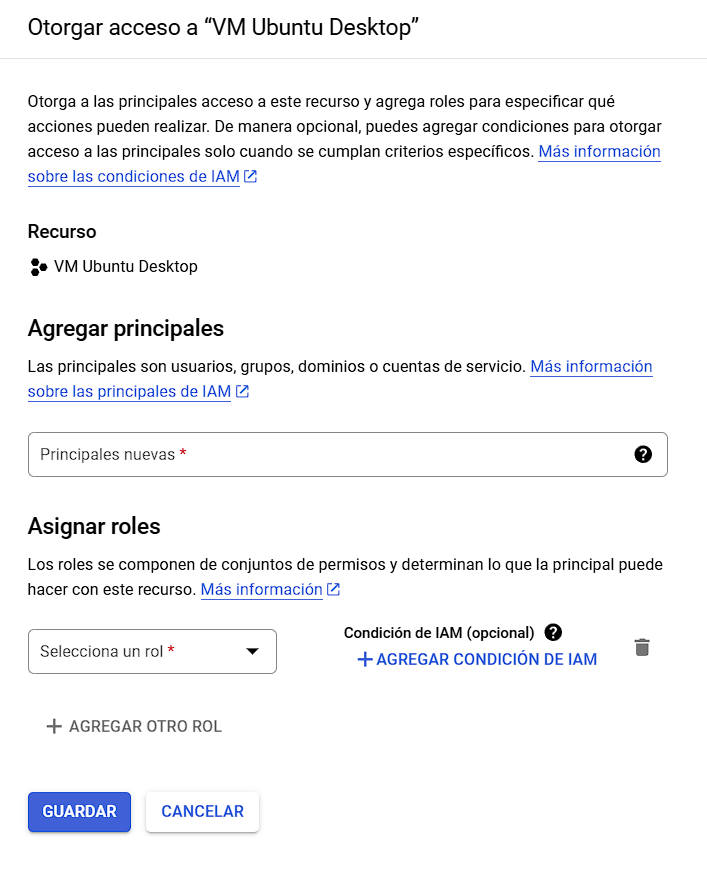 Otorgar acceso a “VM Ubuntu Desktop”
Otorga a las principales acceso a este recurso y agrega roles para especificar qué
acciones pueden realizar. De manera opcional, puedes agregar condiciones para otorgar
acceso a las principales solo cuando se cumplan criterios específicos. Más información
sobre las condiciones de IAM
Recurso
VM Ubuntu Desktop
Agregar principales
Las principales son usuarios, grupos, dominios o cuentas de servicio. Más información
sobre las principales de IAM
Principales nuevas *
Asignar roles
Los roles se componen de conjuntos de permisos y determinan lo que la principal puede
hacer con este recurso. Más información
Condición de IAM (opcional)
Selecciona un rol *
AGREGAR CONDICIÓN DE IAM
AGREGAR OTRO ROL
GUARDAR
CANCELAR